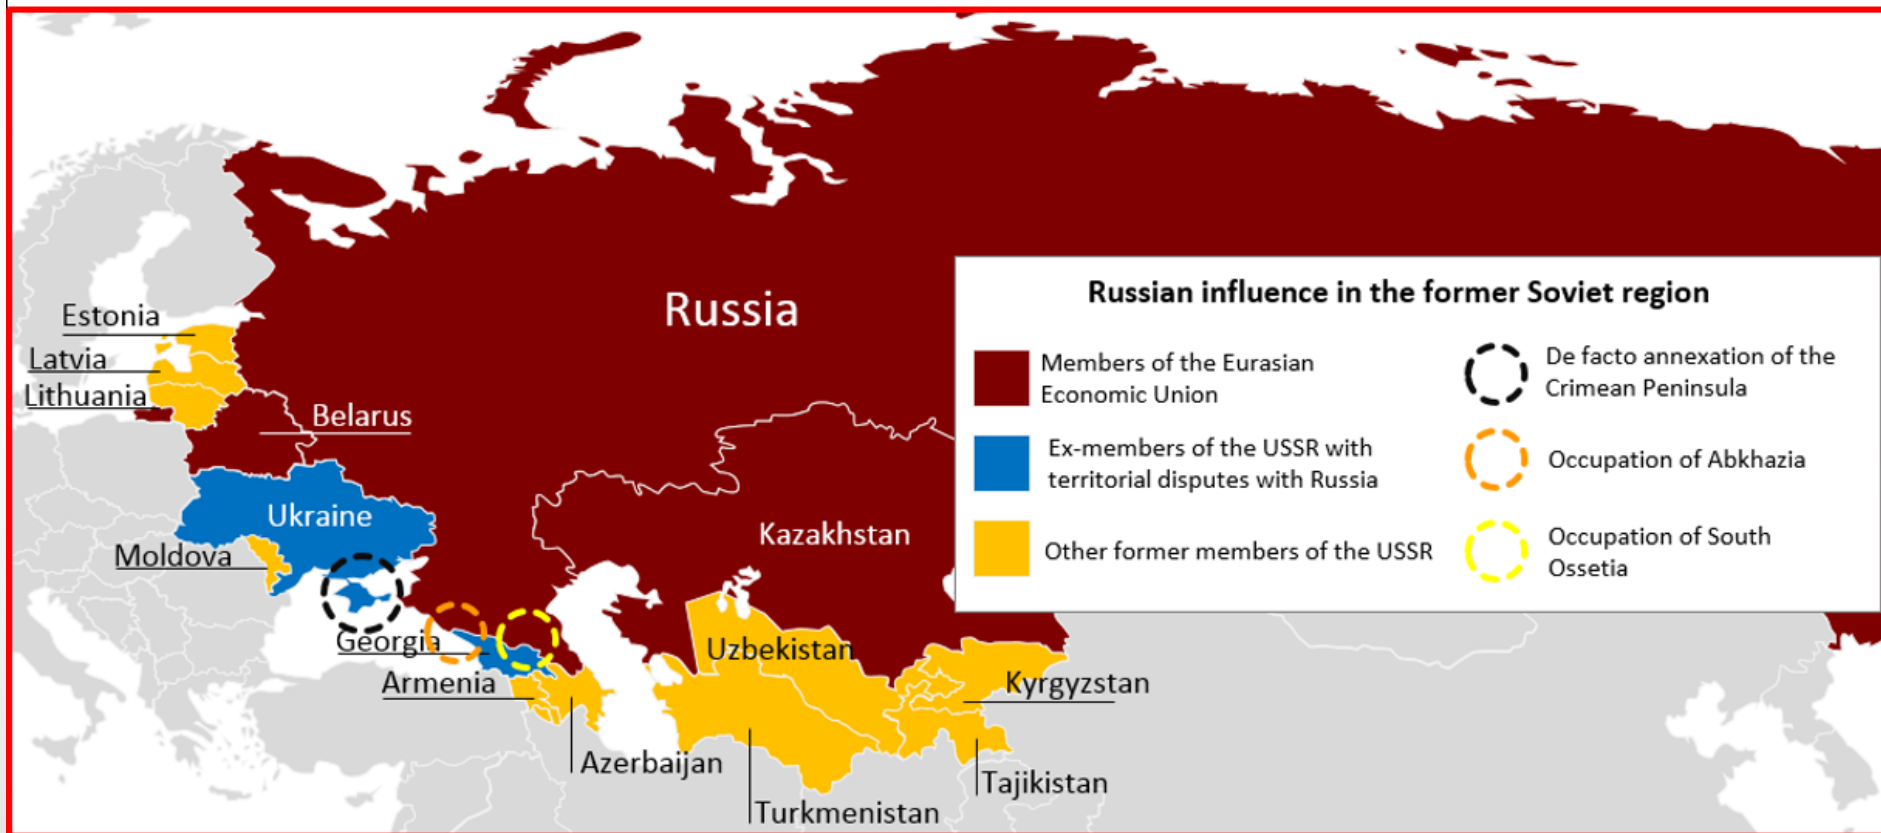 Estonia
Latvia
Lithuania
Belarus
Russia
Ukraine
Moldova
Kazakhstan
Georgia
Armenia
Azerbaijan
Uzbekistan
Turkmenistan
Kyrgyzstan
Tajikistan
Russian influence in the former Soviet region
Members of the Eurasian
Economic Union
Ex-members of the USSR with
territorial disputes with Russia
Other former members of the USSR
De facto annexation of the
Crimean Peninsula
Occupation of Abkhazia
Occupation of South
Ossetia